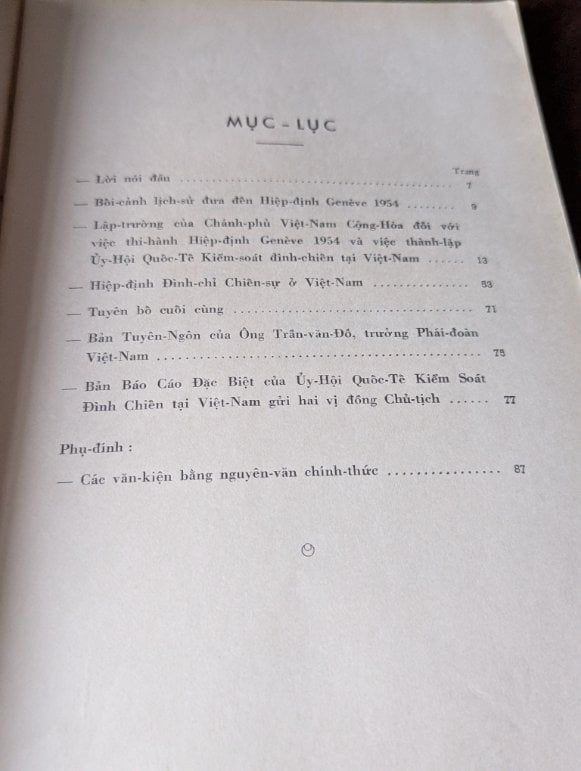 MỤC - LỤC
Trang
— Lời nói đầu ........................................ 7
— Bối-cảnh lịch-sử đưa đến Hiệp-định Genève 1954 ........ 9
— Lập-trường của Chánh-phủ Việt-Nam Cộng-Hòa đối với
việc thi-hành Hiệp-định Genève 1954 và việc thành-lập
Ủy-Hội Quốc-Tế Kiểm-soát đình-chiến tại Việt-Nam ...... 13
— Hiệp-định Đình-chỉ Chiến-sự ở Việt-Nam ............... 53
— Tuyên bố cuối cùng ................................... 71
— Bản Tuyên-Ngôn của Ông Trần-văn-Đỗ, trưởng Phái-đoàn
Việt-Nam ............................................... 75
— Bản Báo Cáo Đặc Biệt của Ủy-Hội Quốc-Tế Kiểm Soát
Đình Chiến tại Việt-Nam gửi hai vị đồng Chủ-tịch ...... 77
Phụ-đính :
— Các văn-kiện bằng nguyên-văn chính-thức ................ 87